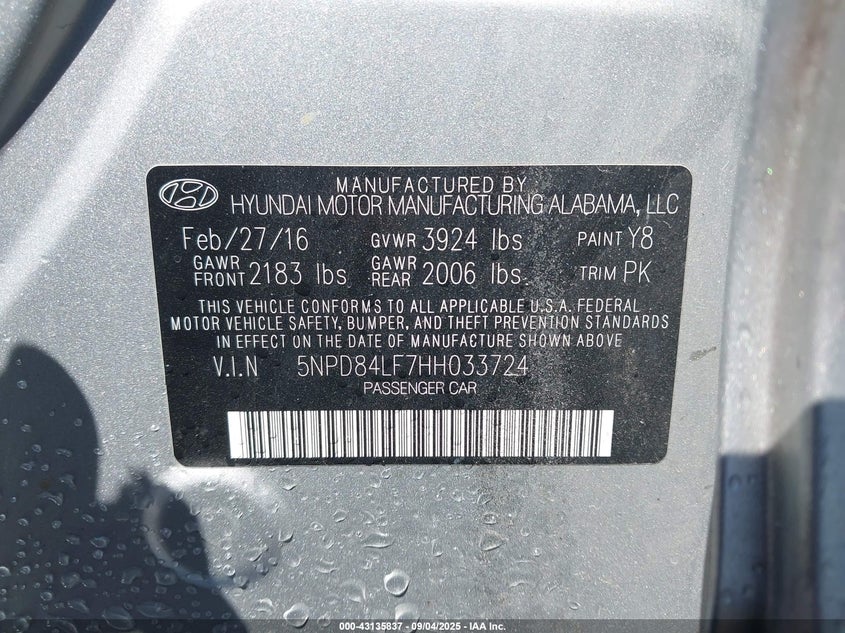 MANUFACTURED BY
HYUNDAI MOTOR MANUFACTURING ALABAMA, LLC
Feb/27/16 GVWR 3924 lbs PAINT Y8
GAWR FRONT 2183 lbs GAWR REAR 2006 lbs TRIM PK
THIS VEHICLE CONFORMS TO ALL APPLICABLE U.S.A. FEDERAL
MOTOR VEHICLE SAFETY, BUMPER, AND THEFT PREVENTION STANDARDS
IN EFFECT ON THE DATE OF MANUFACTURE SHOWN ABOVE
V.I.N 5NPD84LF7HH033724
PASSENGER CAR
000-43135837 - 09/04/2025 - IAA Inc.